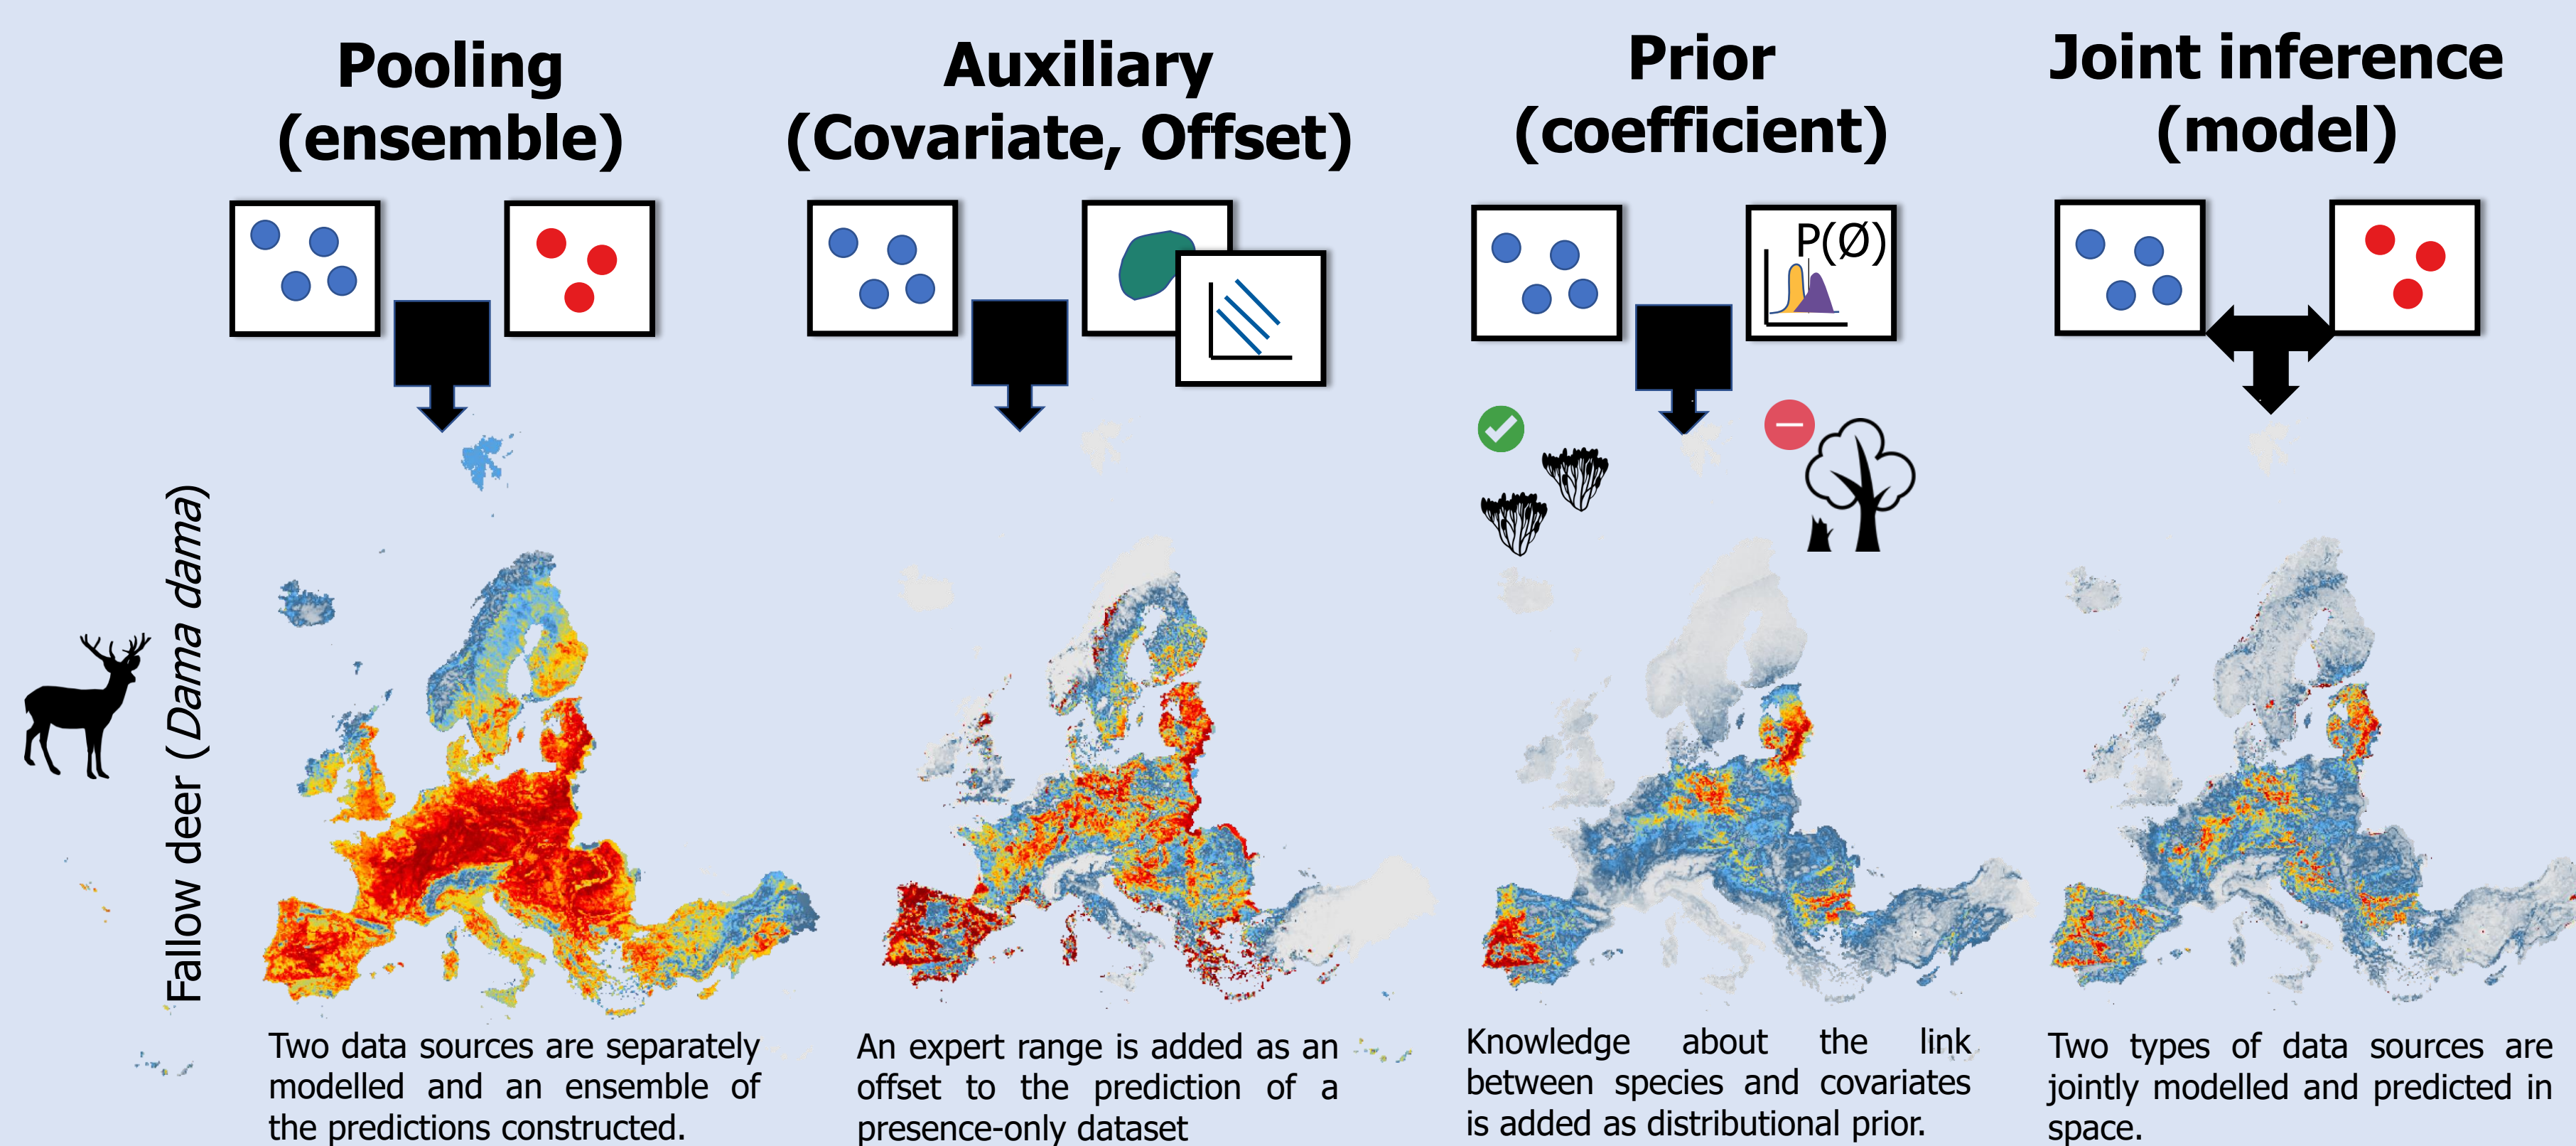 Pooling
(ensemble)
Auxiliary
(Covariate, Offset)
Prior
(coefficient)
Joint inference
(model)
P(Ø)
Fallow deer (Dama dama)
Two data sources are separately
modelled and an ensemble of
the predictions constructed.
An expert range is added as an
offset to the prediction of a
presence-only dataset
Knowledge about the link
between species and covariates
is added as distributional prior.
Two types of data sources are
jointly modelled and predicted in
space.